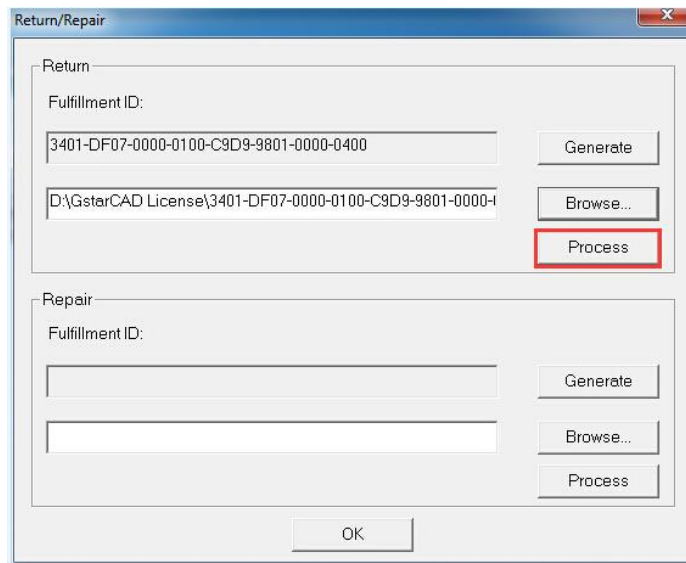 Return/Repair
Return
Fulfillment ID:
3401-DF07-0000-0100-C9D9-9801-0000-0400
Generate
D:\GstarCAD License\3401-DF07-0000-0100-C9D9-9801-0000-
Browse...
Process
Repair
Fulfillment ID:
Generate
Browse...
Process
OK